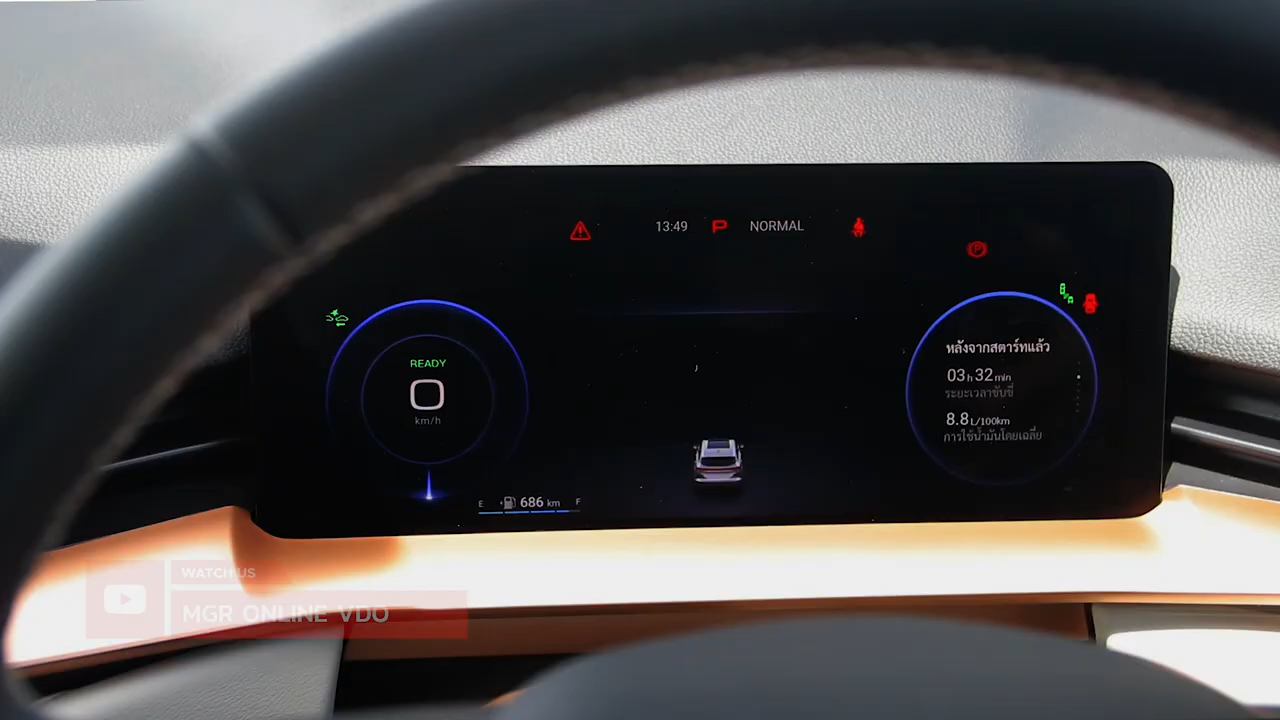 13:49 P NORMAL
P
READY
0
km/h
E 686 km F
หลังจากสตาร์ทแล้ว
03h 32min
ระยะเวลาขับขี่
8.8L/100km
การใช้น้ำมันโดยเฉลี่ย
WATCH US
MGR ONLINE VDO